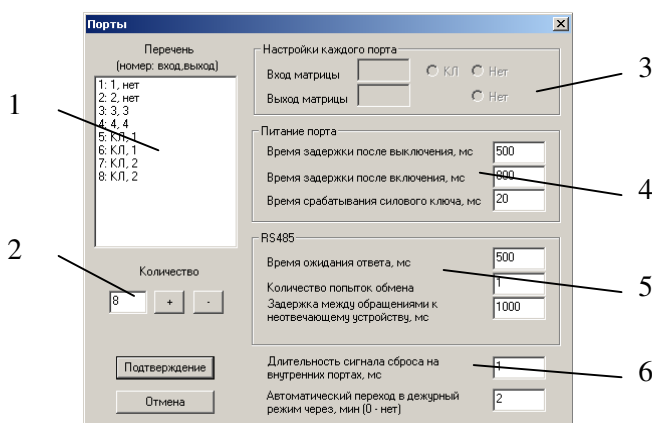 Порты
Перечень
(номер: вход,выход)
1: 1, нет
2: 2, нет
3: 3, 3
4: 4, 4
5: КЛ, 1
6: КЛ, 1
7: КЛ, 2
8: КЛ, 2
Количество
8 + -
Подтверждение
Отмена
Настройки каждого порта
Вход матрицы КЛ Нет
Выход матрицы Нет
Питание порта
Время задержки после выключения, мс 500
Время задержки после включения, мс 800
Время срабатывания силового ключа, мс 20
RS485
Время ожидания ответа, мс 500
Количество попыток обмена 1
Задержка между обращениями к
неотвечающему устройству, мс 1000
Длительность сигнала сброса на
внутренних портах, мс 1
Автоматический переход в дежурный
режим через, мин (0 - нет) 2
1
2
3
4
5
6